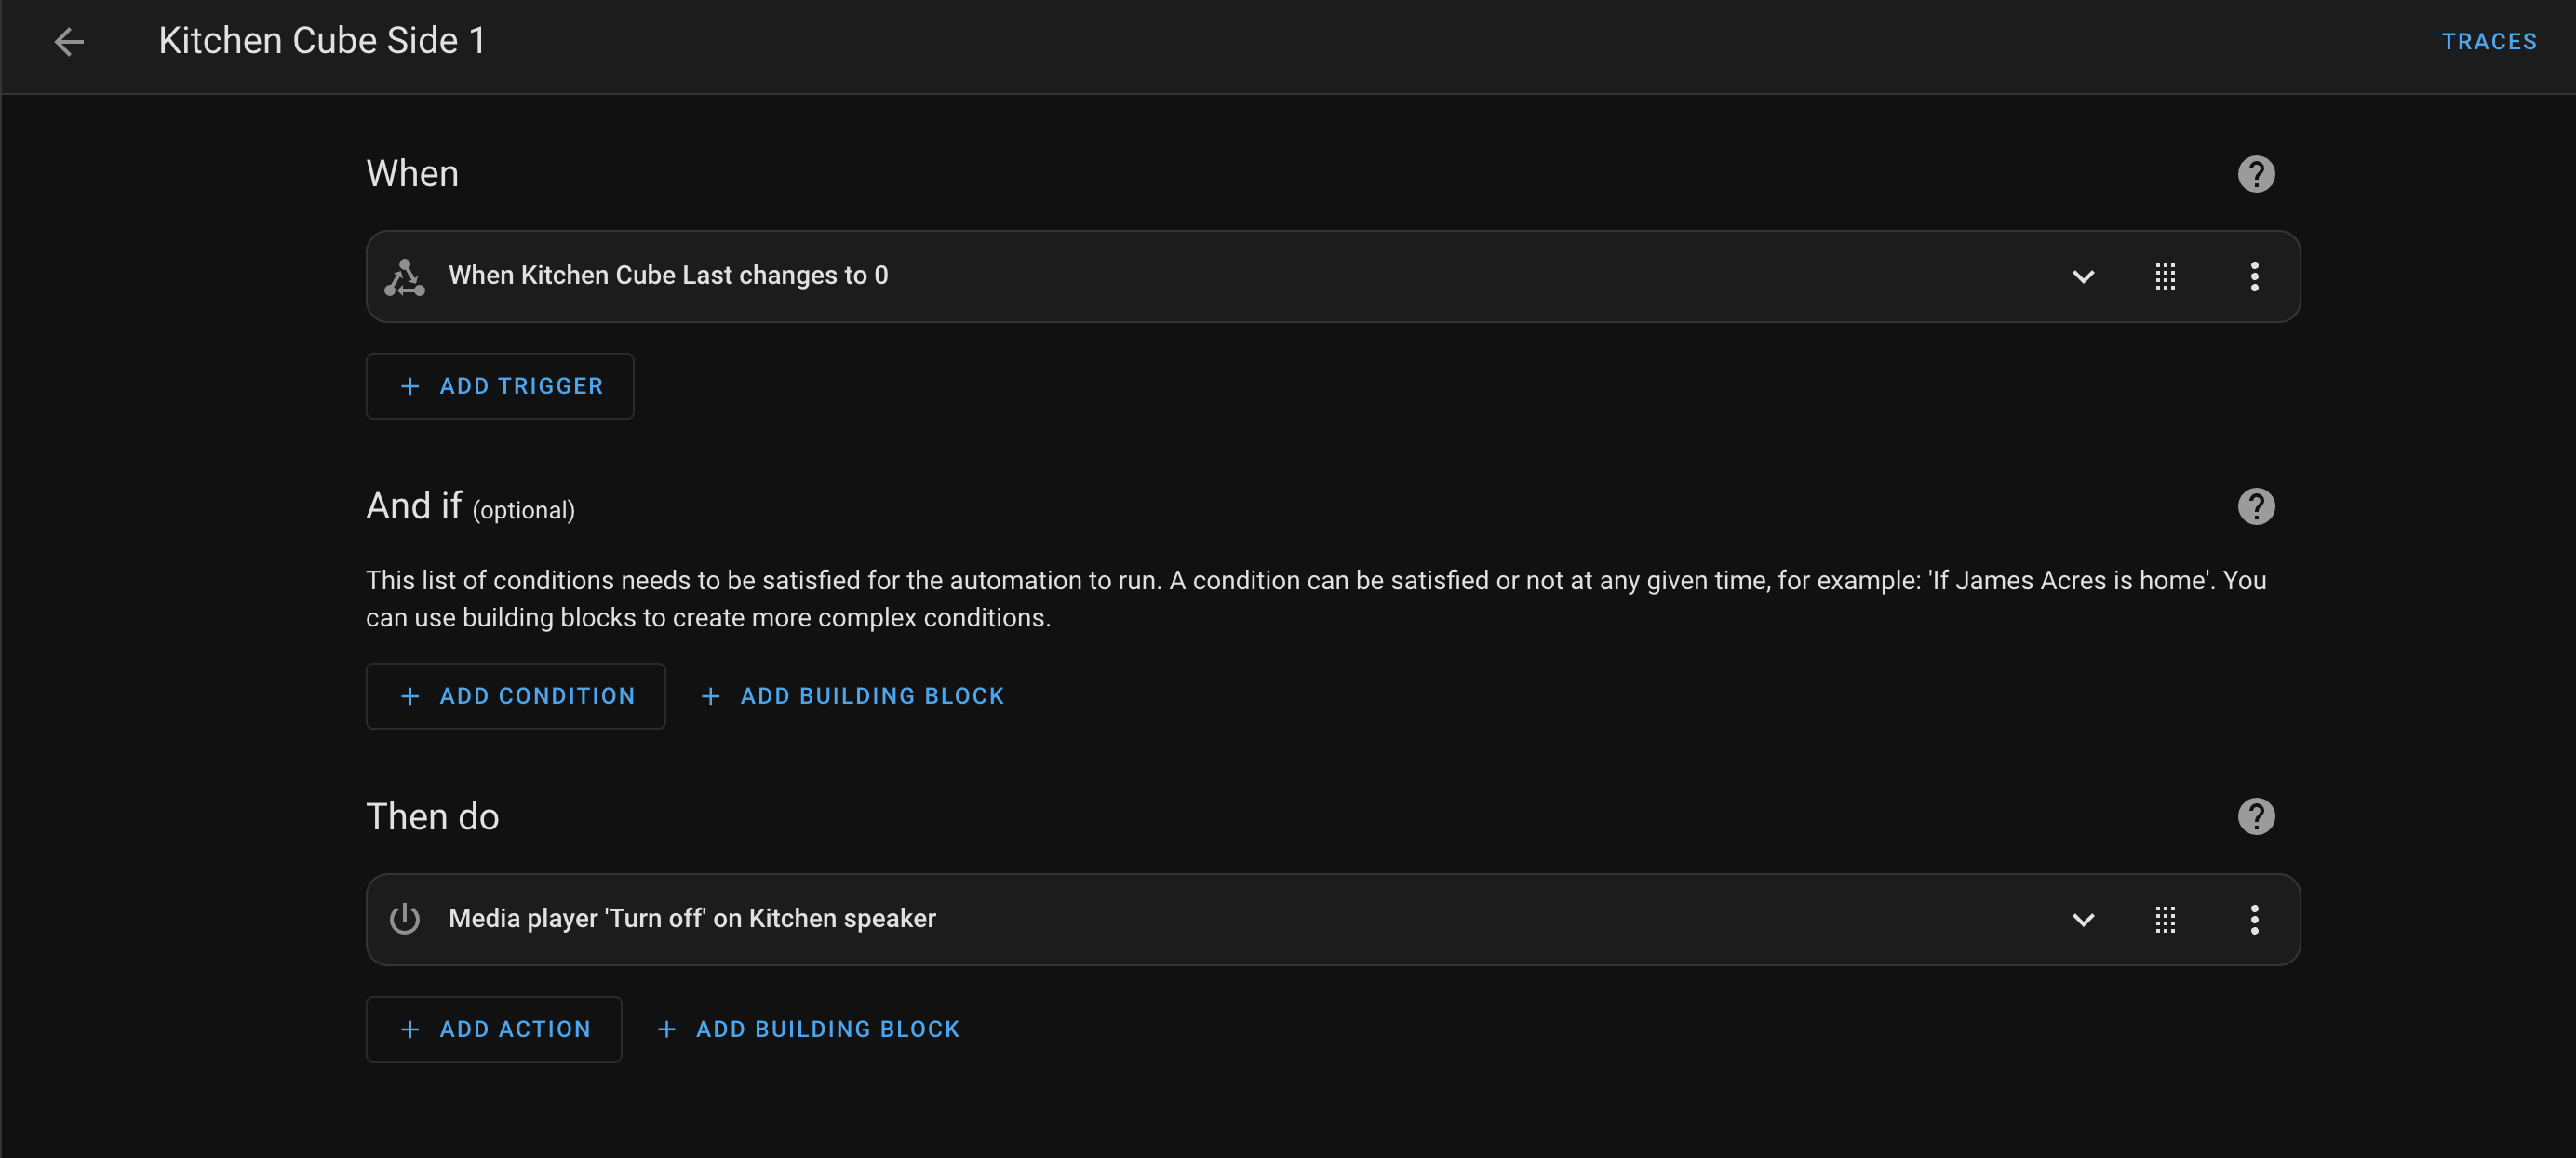 Kitchen Cube Side 1
TRACES
When
When Kitchen Cube Last changes to 0
ADD TRIGGER
And if (optional)
This list of conditions needs to be satisfied for the automation to run. A condition can be satisfied or not at any given time, for example: 'If James Acres is home'. You
can use building blocks to create more complex conditions.
ADD CONDITION
ADD BUILDING BLOCK
Then do
Media player 'Turn off' on Kitchen speaker
ADD ACTION
ADD BUILDING BLOCK